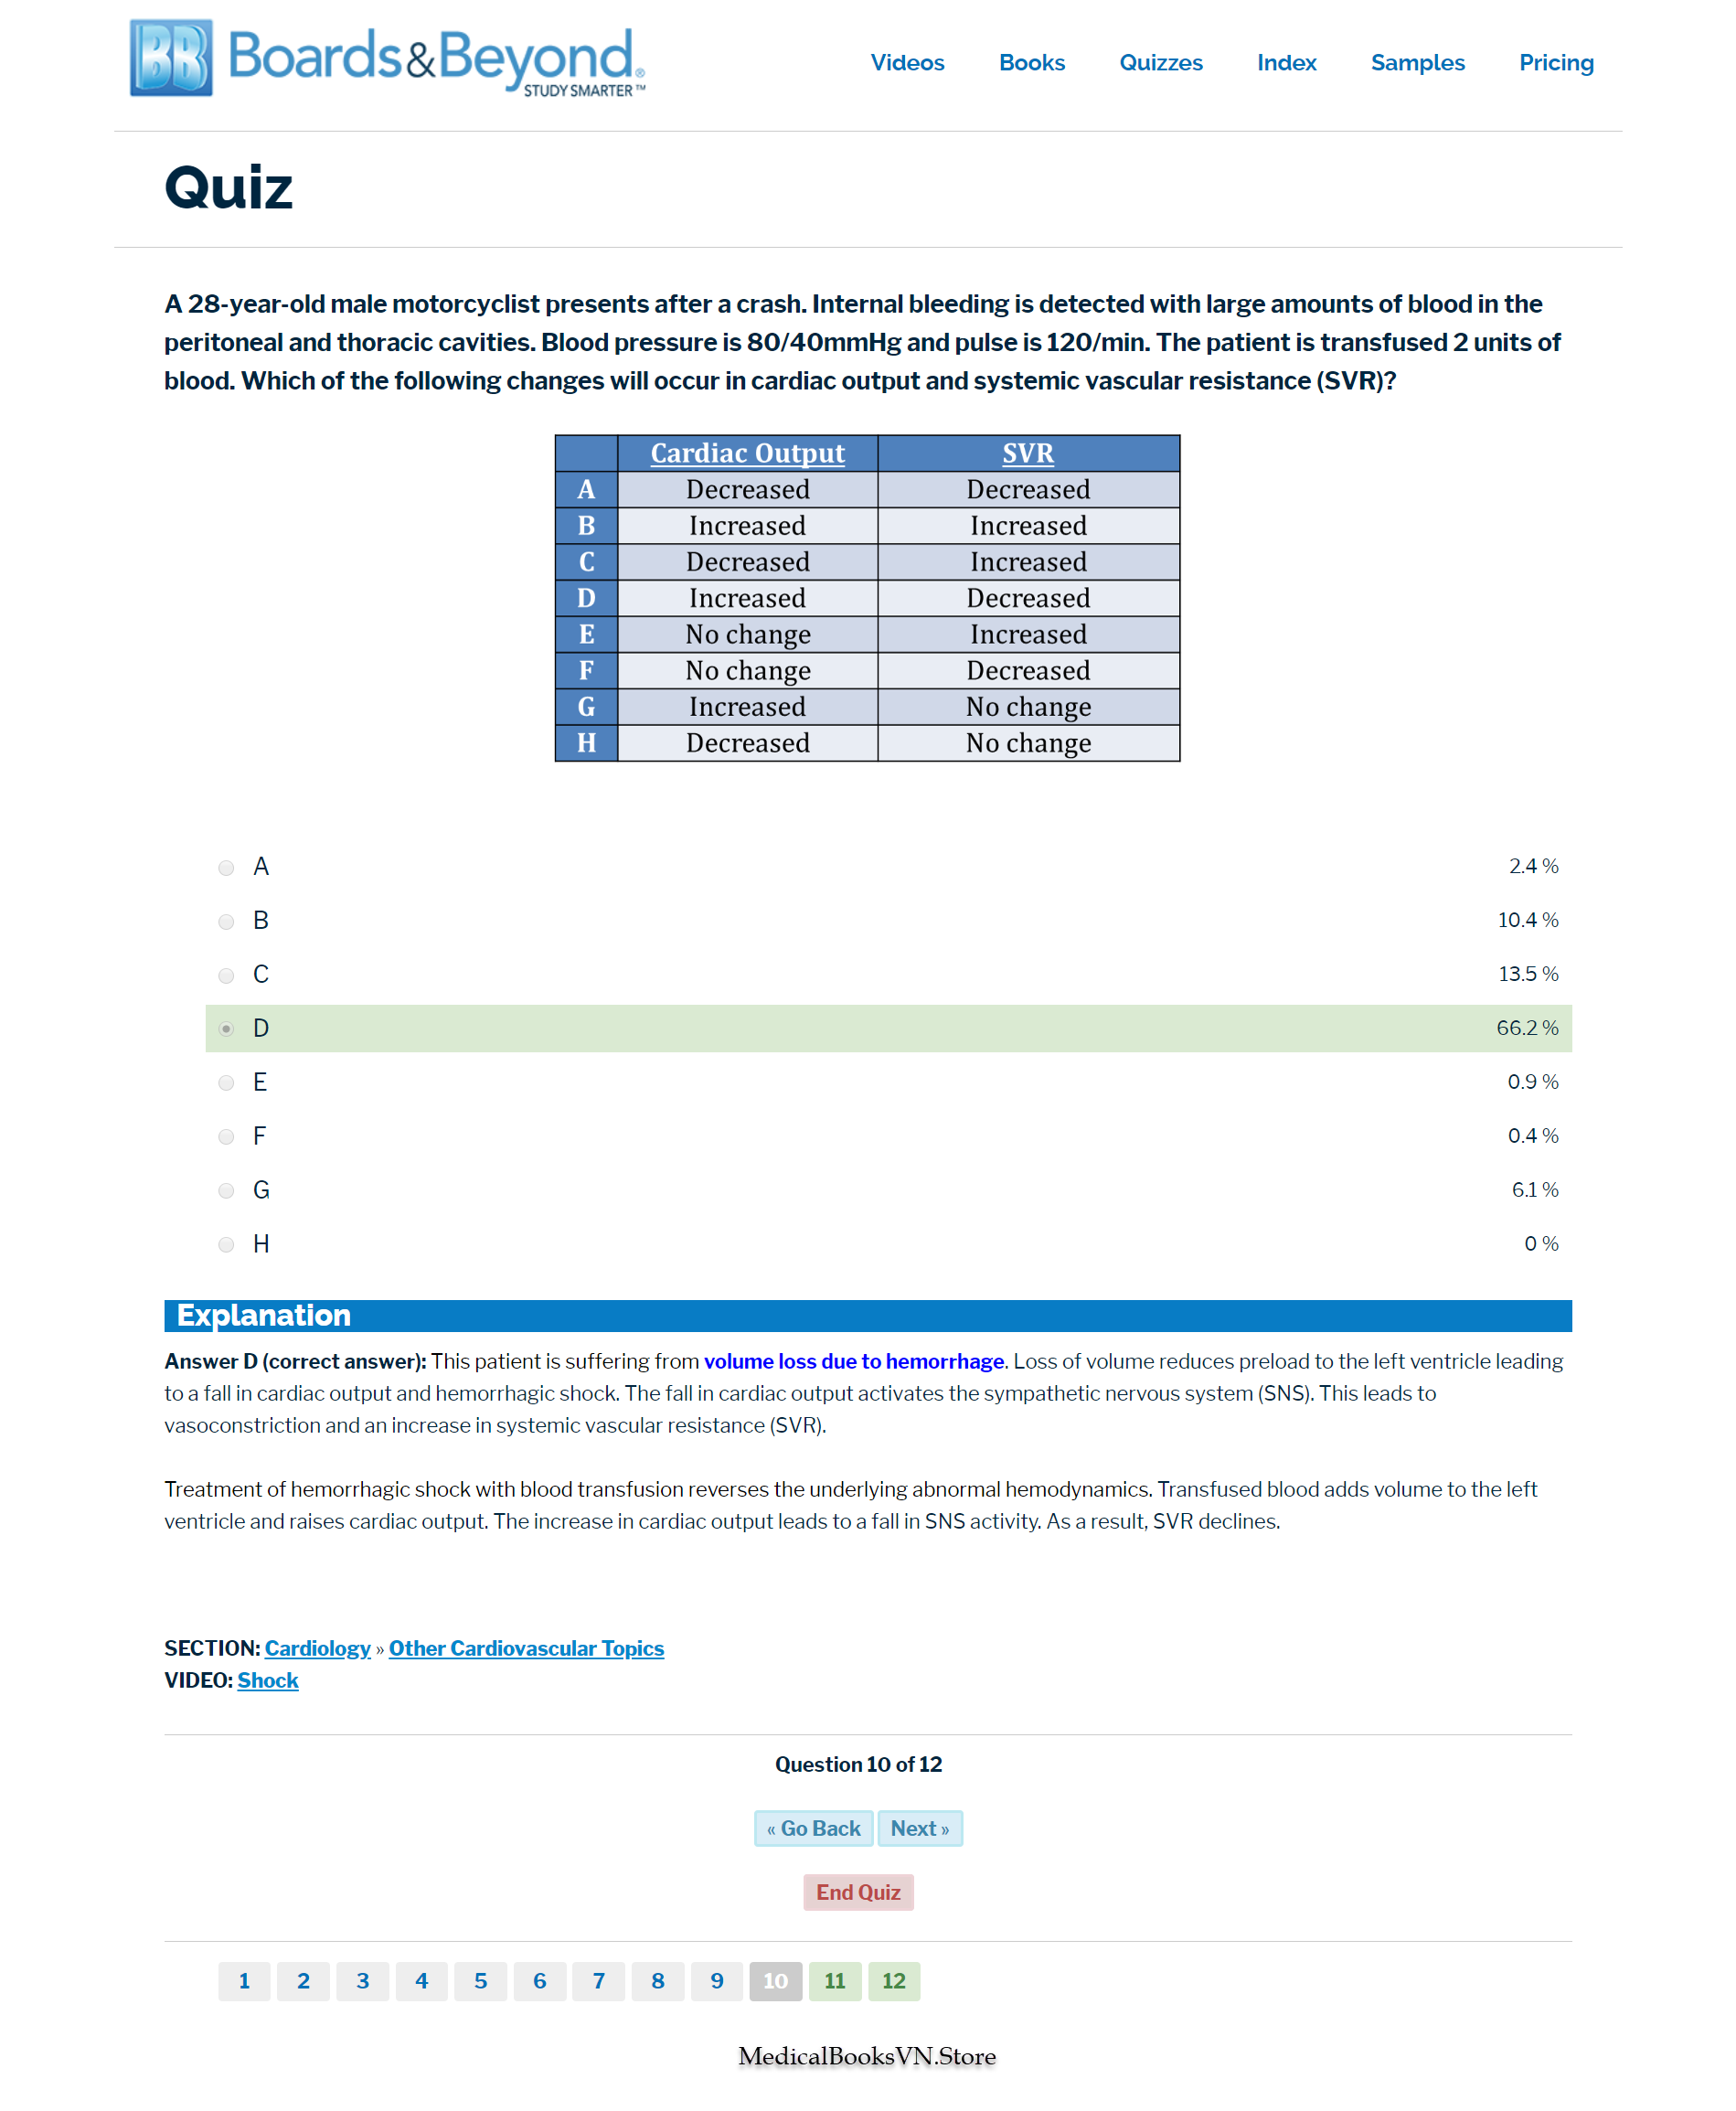 BB Boards&Beyond®
STUDY SMARTER™
Videos Books Quizzes Index Samples Pricing
Quiz
A 28-year-old male motorcyclist presents after a crash. Internal bleeding is detected with large amounts of blood in the
peritoneal and thoracic cavities. Blood pressure is 80/40mmHg and pulse is 120/min. The patient is transfused 2 units of
blood. Which of the following changes will occur in cardiac output and systemic vascular resistance (SVR)?
Cardiac Output SVR
A Decreased Decreased
B Increased Increased
C Decreased Increased
D Increased Decreased
E No change Increased
F No change Decreased
G Increased No change
H Decreased No change
A 2.4 %
B 10.4 %
C 13.5 %
D 66.2 %
E 0.9 %
F 0.4 %
G 6.1 %
H 0 %
Explanation
Answer D (correct answer): This patient is suffering from volume loss due to hemorrhage. Loss of volume reduces preload to the left ventricle leading
to a fall in cardiac output and hemorrhagic shock. The fall in cardiac output activates the sympathetic nervous system (SNS). This leads to
vasoconstriction and an increase in systemic vascular resistance (SVR).
Treatment of hemorrhagic shock with blood transfusion reverses the underlying abnormal hemodynamics. Transfused blood adds volume to the left
ventricle and raises cardiac output. The increase in cardiac output leads to a fall in SNS activity. As a result, SVR declines.
SECTION: Cardiology » Other Cardiovascular Topics
VIDEO: Shock
Question 10 of 12
« Go Back Next »
End Quiz
1 2 3 4 5 6 7 8 9 10 11 12
MedicalBooksVN.Store